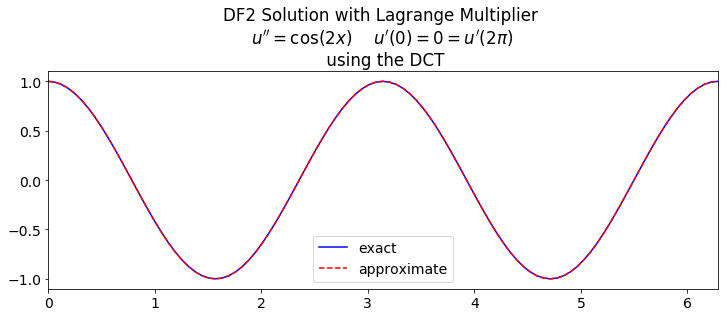 DF2 Solution with Lagrange Multiplier
u'' = cos(2x)    u'(0) = 0 = u'(2π)
using the DCT
1.0
0.5
0.0
−0.5
−1.0
exact
approximate
0 1 2 3 4 5 6